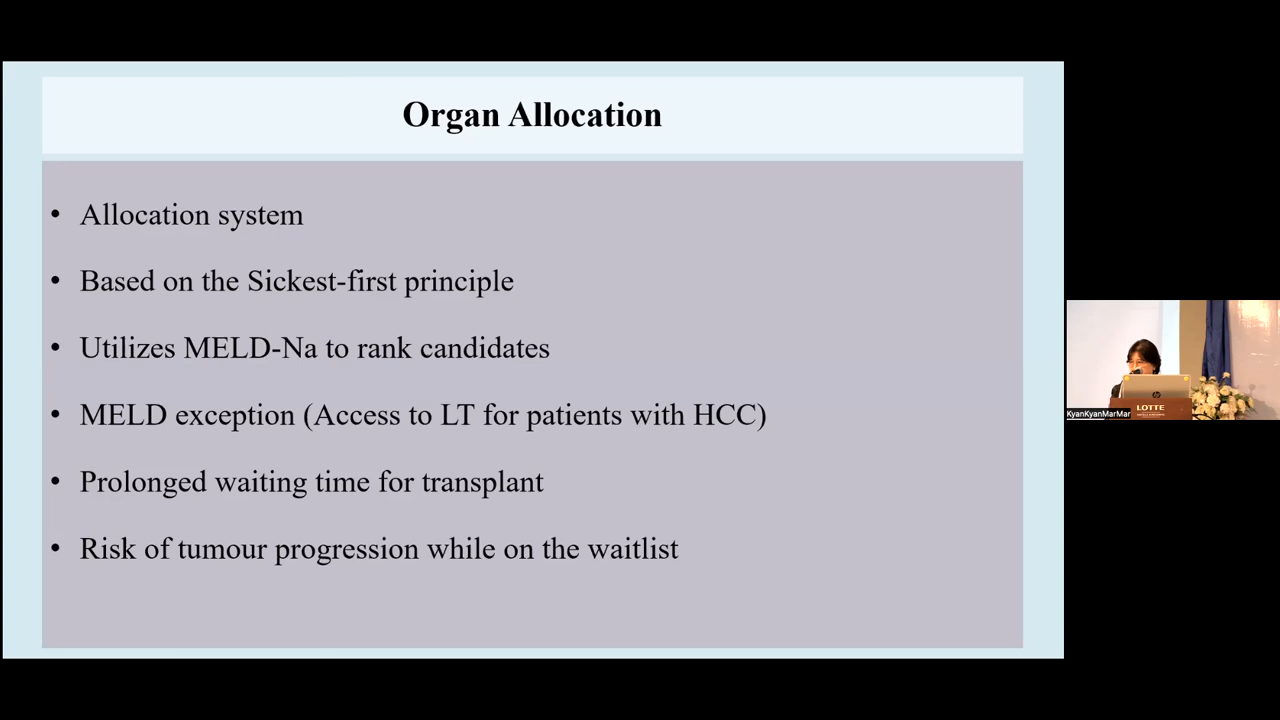 Organ Allocation
• Allocation system
• Based on the Sickest-first principle
• Utilizes MELD-Na to rank candidates
• MELD exception (Access to LT for patients with HCC)
• Prolonged waiting time for transplant
• Risk of tumour progression while on the waitlist
KyanKyanMarMar
LOTTE